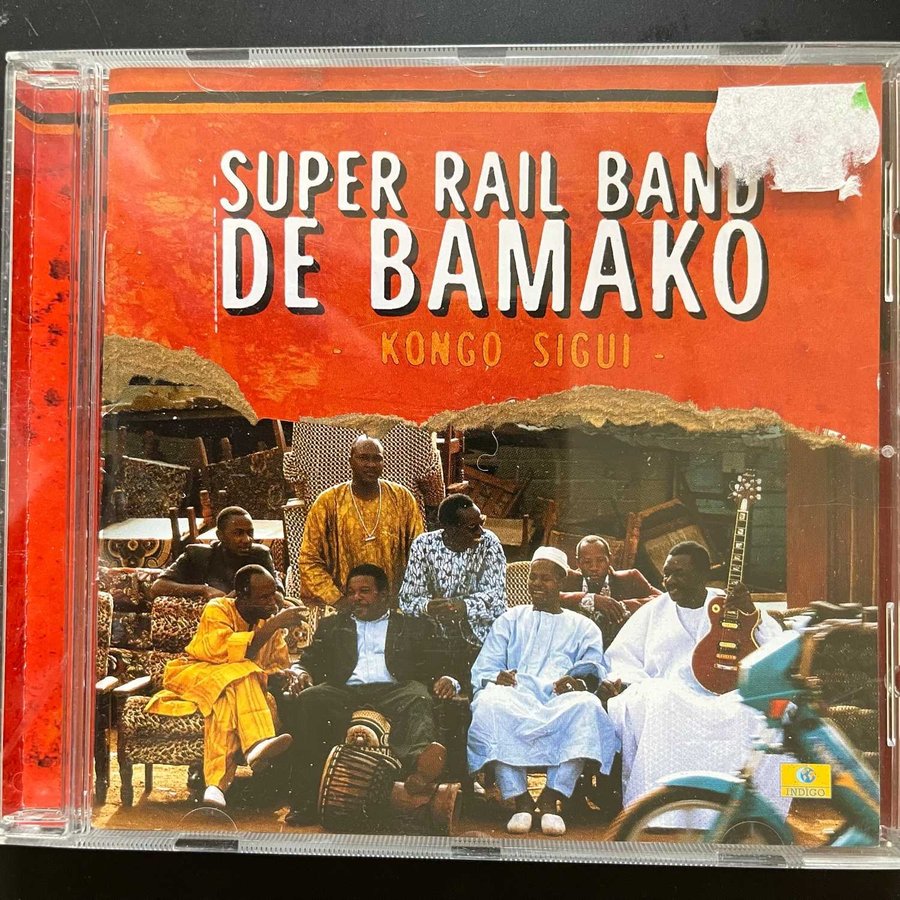 SUPER RAIL BAND
DE BAMAKO
- KONGO SIGUI -
INDIGO